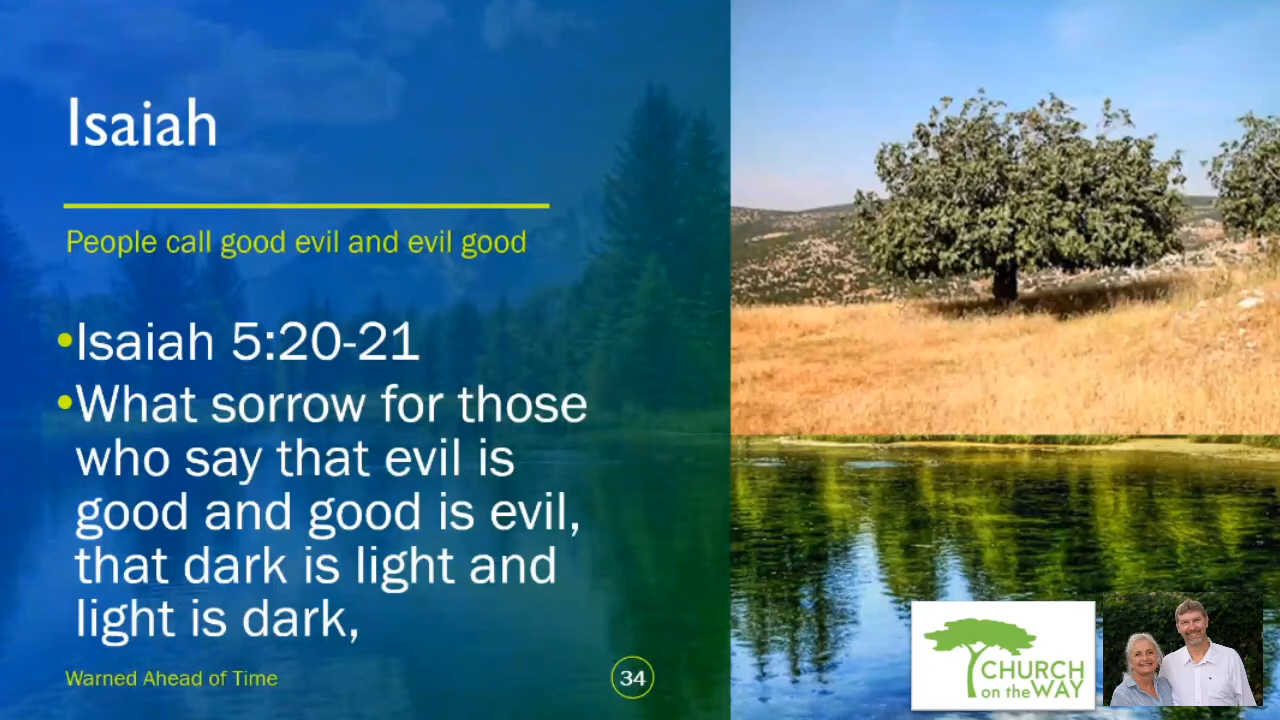 Isaiah
People call good evil and evil good
•Isaiah 5:20-21
•What sorrow for those
who say that evil is
good and good is evil,
that dark is light and
light is dark,
Warned Ahead of Time
34
CHURCH
on the WAY